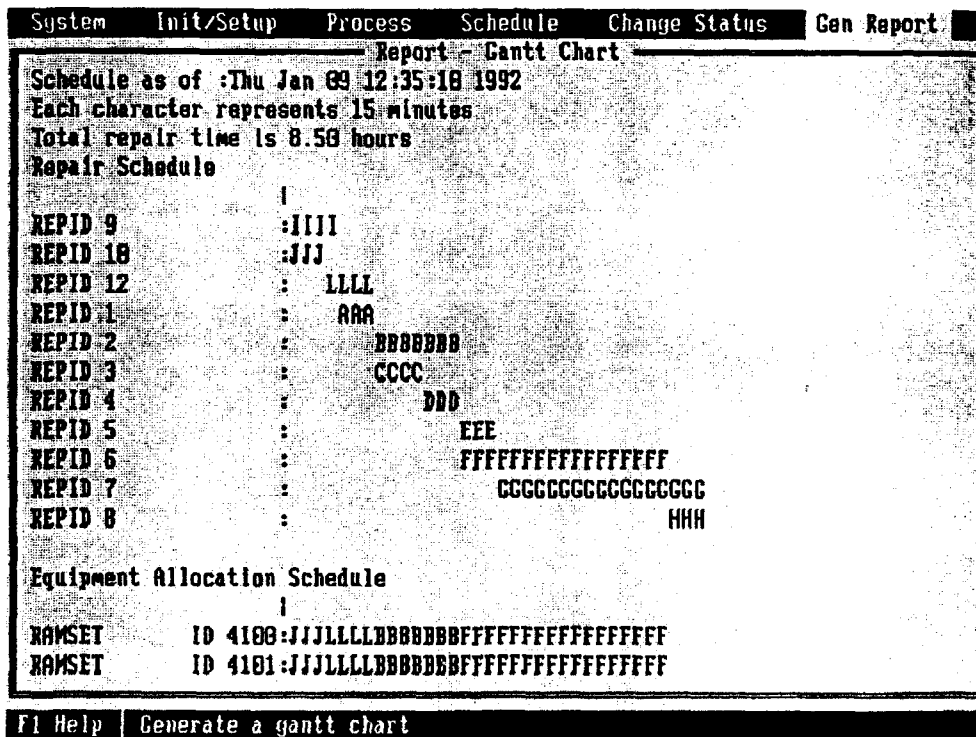 System Init/Setup Process Schedule Change Status Gen Report
Report - Gantt Chart
Schedule as of :Thu Jan 09 12:35:10 1992
Each character represents 15 minutes
Total repair time is 8.50 hours
Repair Schedule
|
REPID 9 :IIII
REPID 10 :JJJ
REPID 12 : LLLL
REPID 1 : AAA
REPID 2 : BBBBBBB
REPID 3 : CCCC
REPID 4 : DDD
REPID 5 : EEE
REPID 6 : FFFFFFFFFFFFFFFFF
REPID 7 : GGGGGGGGGGGGGGGGG
REPID 8 : HHH
Equipment Allocation Schedule
|
RAMSET ID 4100:JJJLLLLBBBBBBBFFFFFFFFFFFFFFFFF
RAMSET ID 4101:JJJLLLLBBBBBBBFFFFFFFFFFFFFFFFF
F1 Help | Generate a gantt chart